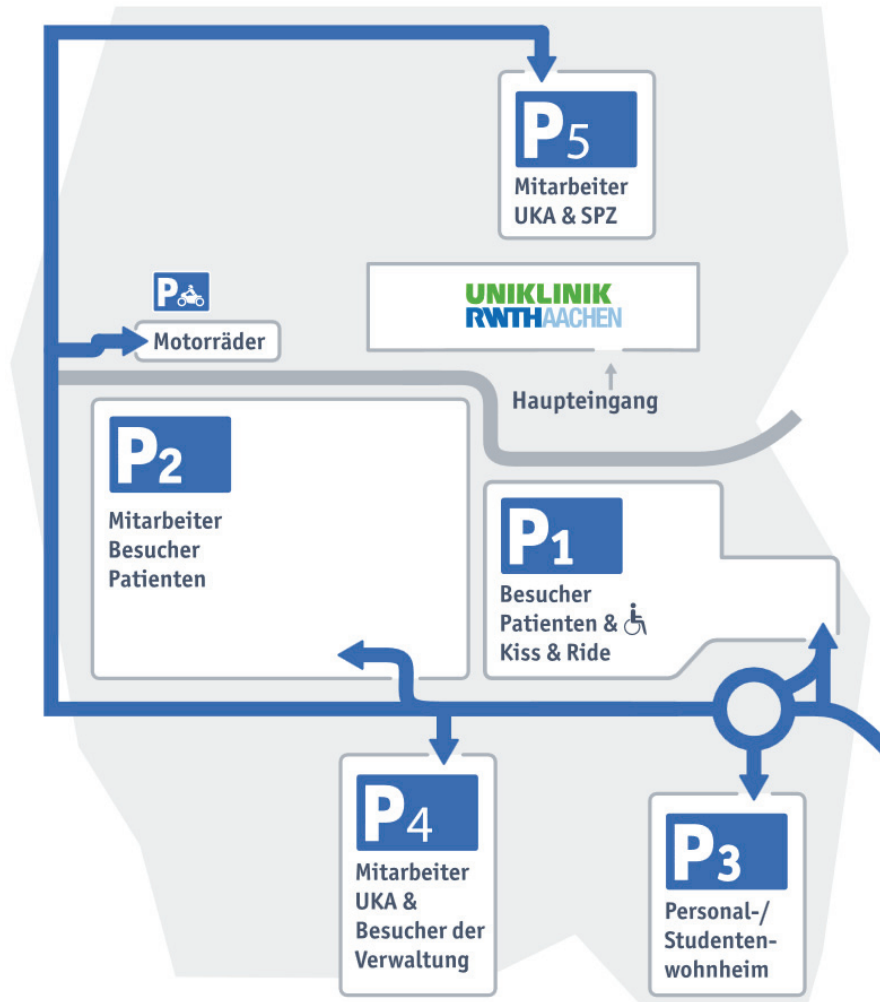 P5
Mitarbeiter
UKA & SPZ
P
Motorräder
UNIKLINIK
RWTHAACHEN
Haupteingang
P2
Mitarbeiter
Besucher
Patienten
P1
Besucher
Patienten &
Kiss & Ride
P4
Mitarbeiter
UKA &
Besucher der
Verwaltung
P3
Personal-/
Studenten-
wohnheim